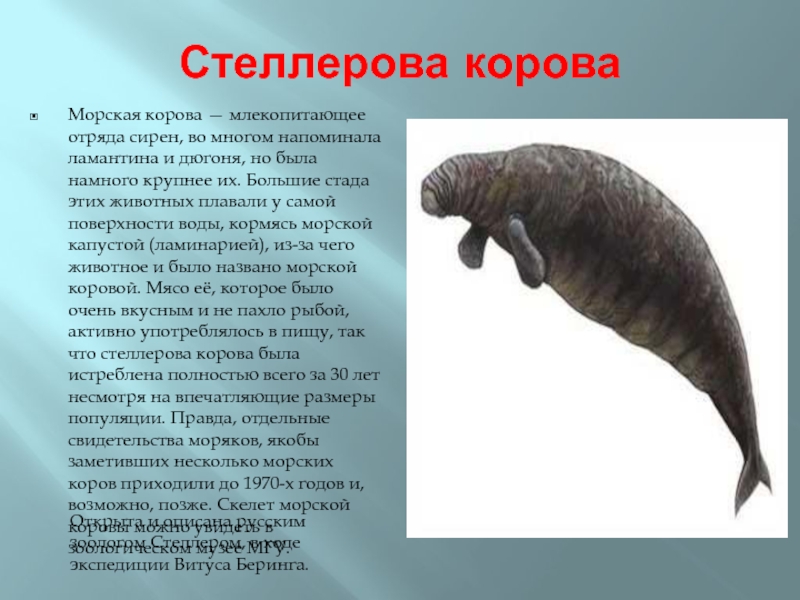 Стеллерова корова
Морская корова — млекопитающее
отряда сирен, во многом напоминала
ламантина и дюгоня, но была
намного крупнее их. Большие стада
этих животных плавали у самой
поверхности воды, кормясь морской
капустой (ламинарией), из-за чего
животное и было названо морской
коровой. Мясо её, которое было
очень вкусным и не пахло рыбой,
активно употреблялось в пищу, так
что стеллерова корова была
истреблена полностью всего за 30 лет
несмотря на впечатляющие размеры
популяции. Правда, отдельные
свидетельства моряков, якобы
заметивших несколько морских
коров приходили до 1970-х годов и,
возможно, позже. Скелет морской
коровы можно увидеть в
зоологическом музее МГУ.
Открыта и описана русским
зоологом Стеллером, в ходе
экспедиции Витуса Беринга.